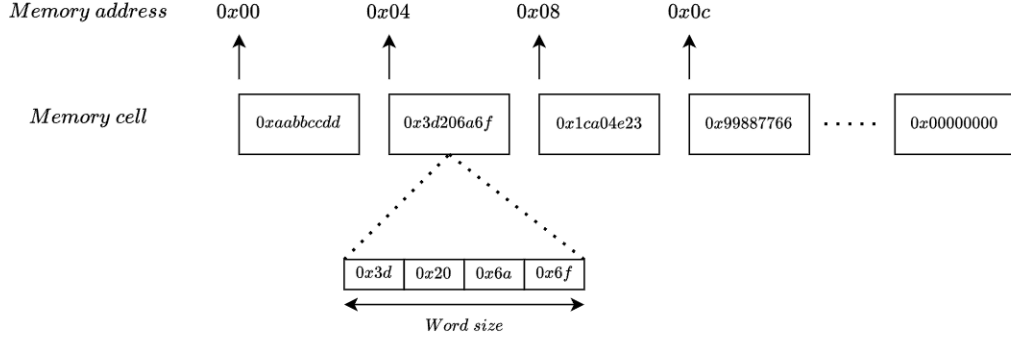 Memory address 0x00 0x04 0x08 0x0c
Memory cell 0xaabbccdd 0x3d206a6f 0x1ca04e23 0x99887766 ..... 0x00000000
0x3d 0x20 0x6a 0x6f
Word size